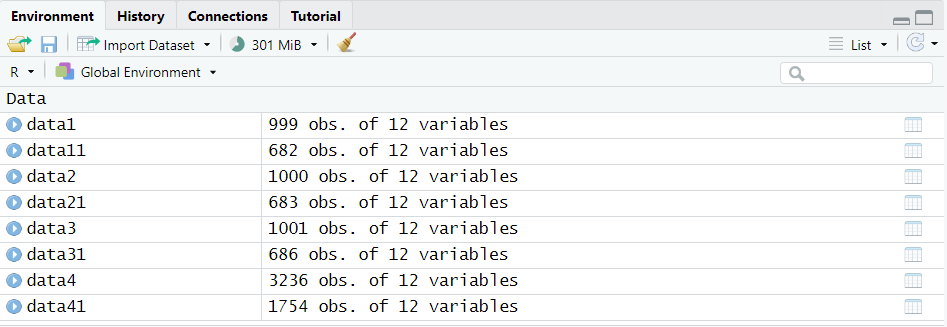 Environment History Connections Tutorial
Import Dataset 301 MiB List
R Global Environment
Data
data1 999 obs. of 12 variables
data11 682 obs. of 12 variables
data2 1000 obs. of 12 variables
data21 683 obs. of 12 variables
data3 1001 obs. of 12 variables
data31 686 obs. of 12 variables
data4 3236 obs. of 12 variables
data41 1754 obs. of 12 variables